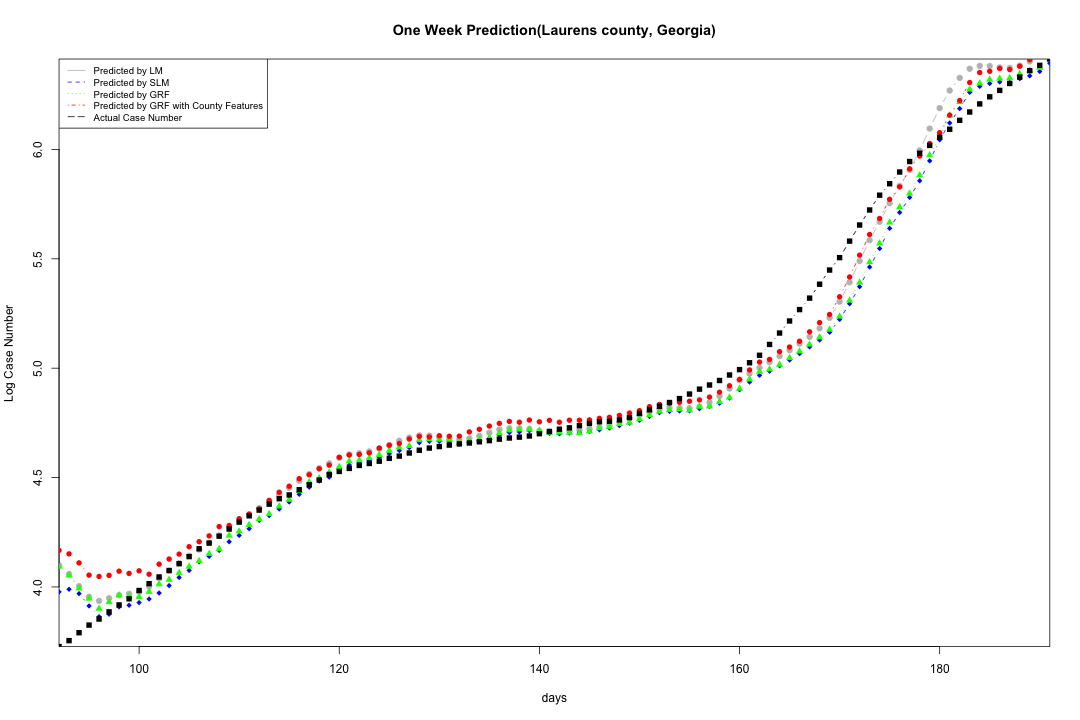 One Week Prediction(Laurens county, Georgia)
Predicted by LM
Predicted by SLM
Predicted by GRF
Predicted by GRF with County Features
Actual Case Number
6.0
5.5
5.0
4.5
4.0
Log Case Number
100 120 140 160 180
days